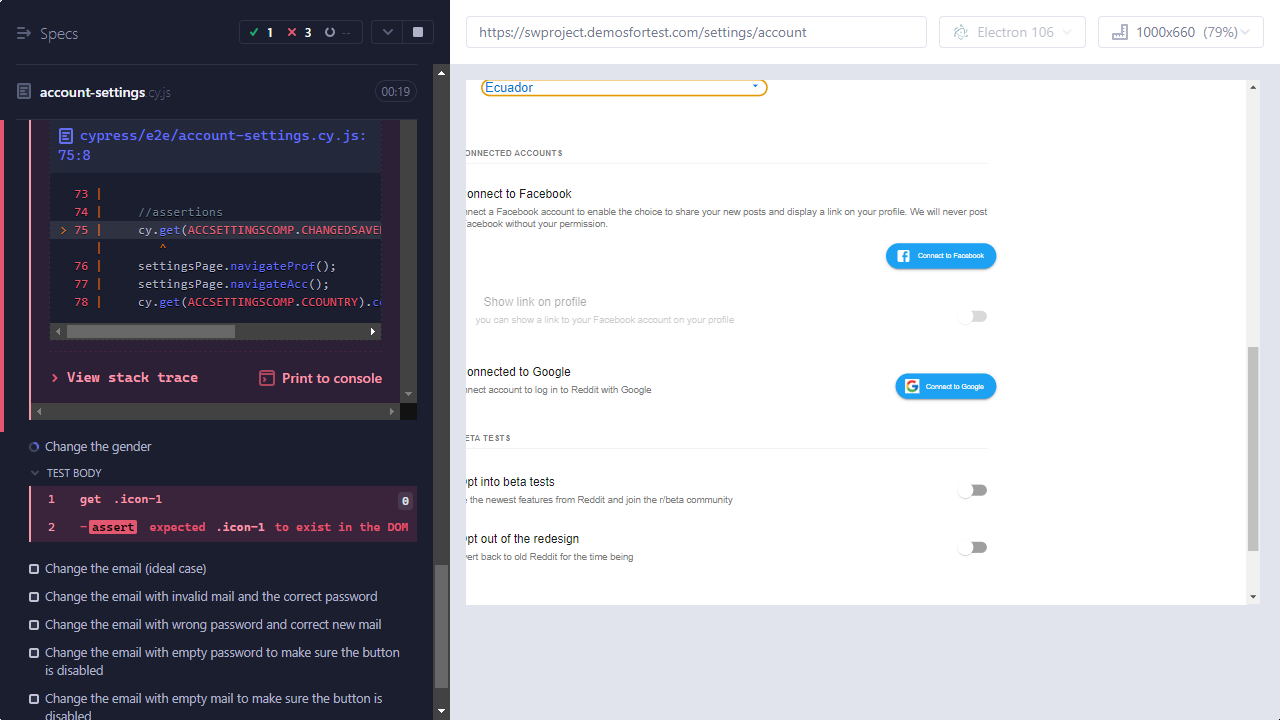 Specs
1
3
--
account-settings.cy.js
00:19
cypress/e2e/account-settings.cy.js:
75:8
73 |
74 | //assertions
> 75 | cy.get(ACCSETTINGSCOMP.CHANGEDSAVE
| ^
76 | settingsPage.navigateProf();
77 | settingsPage.navigateAcc();
78 | cy.get(ACCSETTINGSCOMP.CCOUNTRY).c
> View stack trace
Print to console
Change the gender
TEST BODY
1 get .icon-1 0
2 -assert expected .icon-1 to exist in the DOM
Change the email (ideal case)
Change the email with invalid mail and the correct password
Change the email with wrong password and correct new mail
Change the email with empty password to make sure the button
is disabled
Change the email with empty mail to make sure the button is
disabled
https://swproject.demosfortest.com/settings/account
Electron 106
1000x660 (79%)
Ecuador
ONNECTED ACCOUNTS
onnect to Facebook
nnect a Facebook account to enable the choice to share your new posts and display a link on your profile. We will never post
acebook without your permission.
Connect to Facebook
Show link on profile
you can show a link to your Facebook account on your profile
onnected to Google
nnect account to log in to Reddit with Google
Connect to Google
ETA TESTS
pt into beta tests
e the newest features from Reddit and join the r/beta community
pt out of the redesign
vert back to old Reddit for the time being